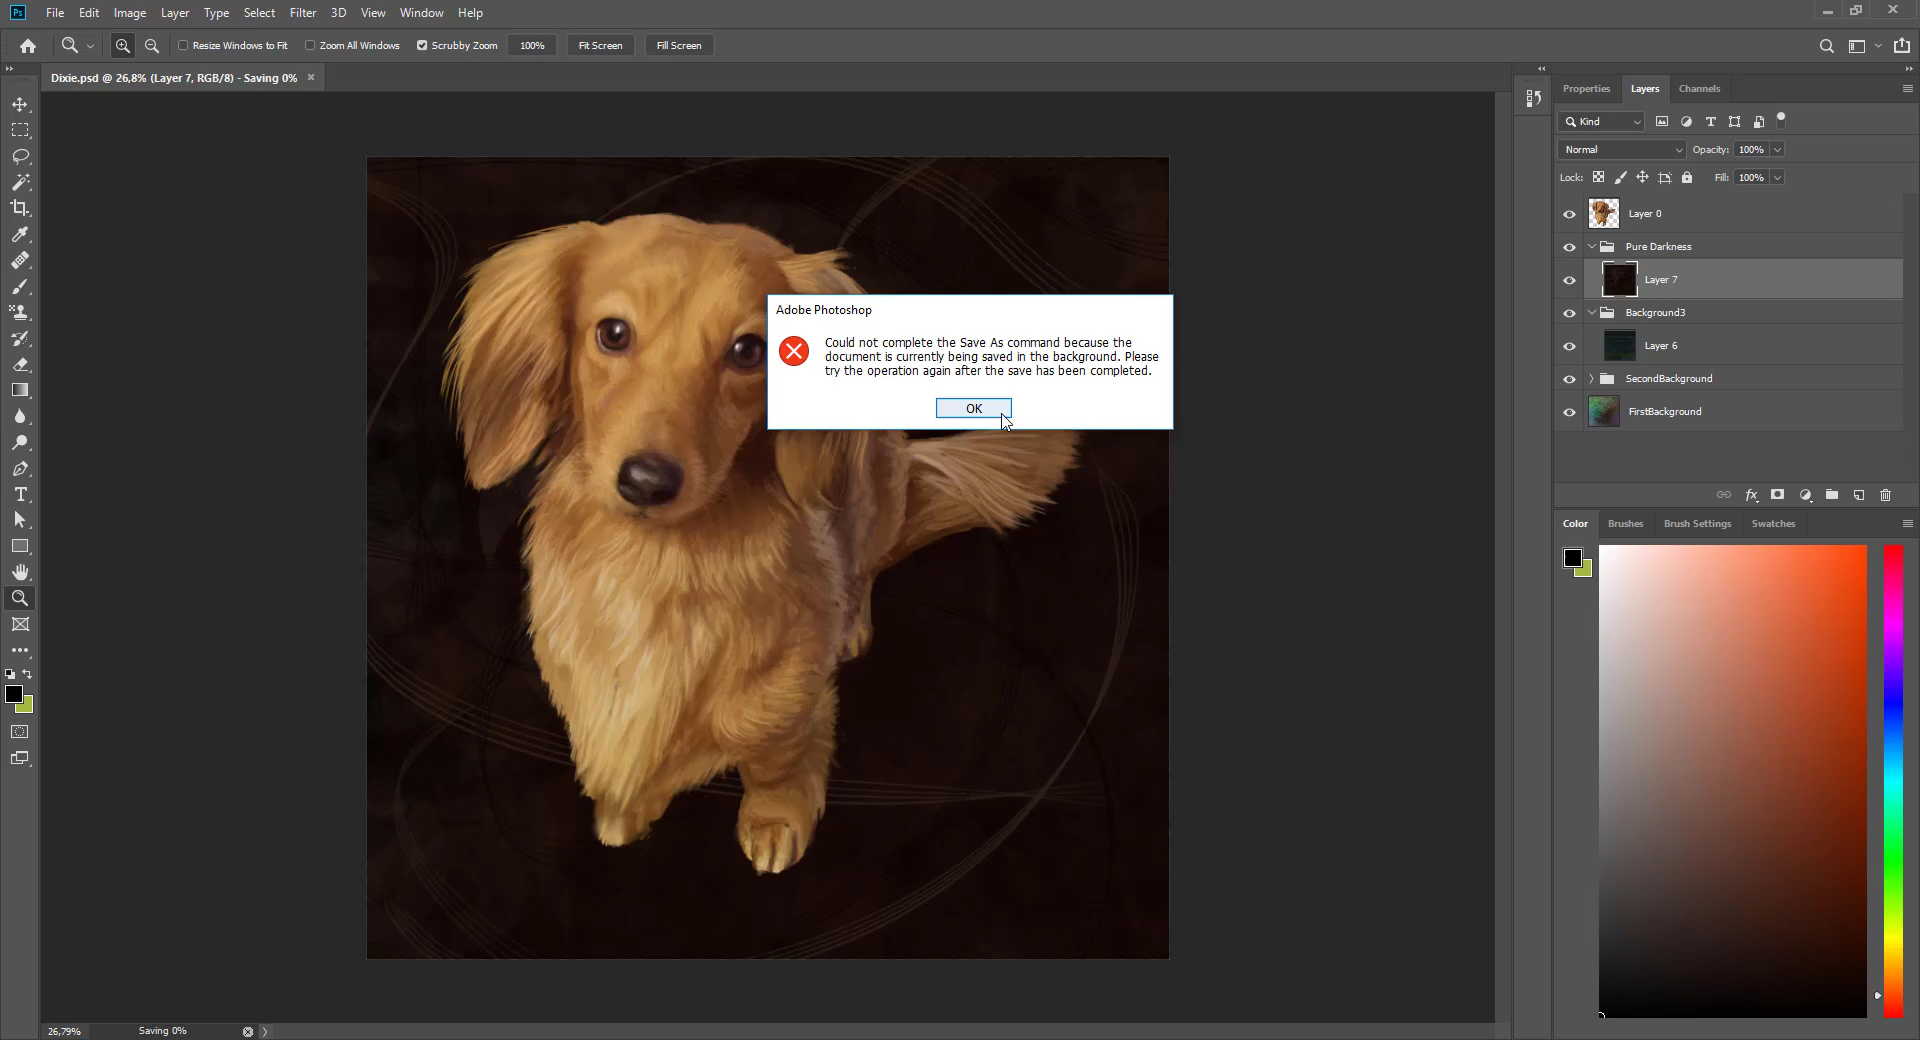 Ps File Edit Image Layer Type Select Filter 3D View Window Help
Resize Windows to Fit Zoom All Windows Scrubby Zoom 100% Fit Screen Fill Screen
Dixie.psd @ 26,8% (Layer 7, RGB/8) - Saving 0%
Properties Layers Channels
Kind
Normal Opacity: 100%
Lock: Fill: 100%
Layer 0
Pure Darkness
Layer 7
Background3
Layer 6
SecondBackground
FirstBackground
Adobe Photoshop
Could not complete the Save As command because the
document is currently being saved in the background. Please
try the operation again after the save has been completed.
OK
Color Brushes Brush Settings Swatches
26,79% Saving 0%